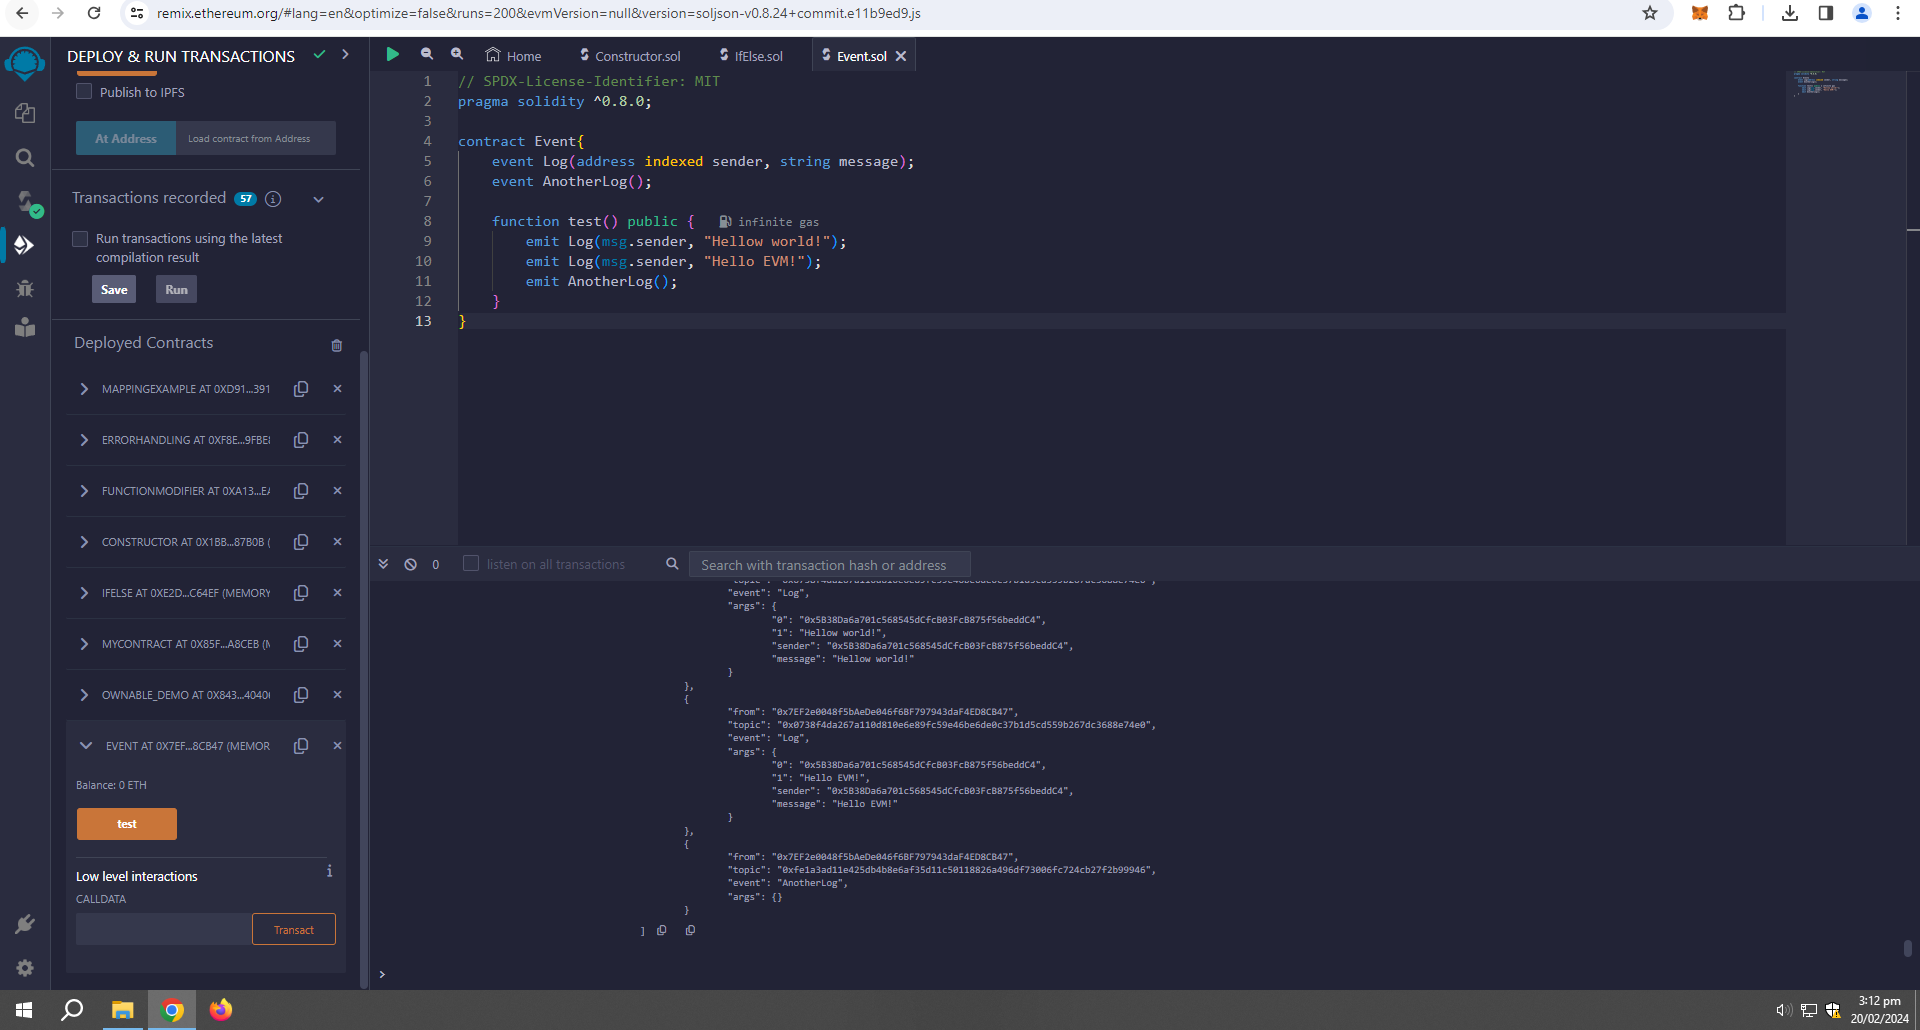 remix.ethereum.org/#lang=en&optimize=false&runs=200&evmVersion=null&version=soljson-v0.8.24+commit.e11b9ed9.js
DEPLOY & RUN TRANSACTIONS
Publish to IPFS
At Address
Load contract from Address
Transactions recorded 57
Run transactions using the latest
compilation result
Save
Run
Deployed Contracts
MAPPINGEXAMPLE AT 0XD91...391
ERRORHANDLING AT 0XF8E...9FBE
FUNCTIONMODIFIER AT 0XA13...EA
CONSTRUCTOR AT 0X1BB...87B0B (
IFELSE AT 0XE2D...C64EF (MEMORY
MYCONTRACT AT 0X85F...A8CEB (M
OWNABLE_DEMO AT 0X843...4040
EVENT AT 0X7EF...8CB47 (MEMOR
Balance: 0 ETH
test
Low level interactions
CALLDATA
Transact
Home
Constructor.sol
IfElse.sol
Event.sol
1 // SPDX-License-Identifier: MIT
2 pragma solidity ^0.8.0;
3
4 contract Event{
5 event Log(address indexed sender, string message);
6 event AnotherLog();
7
8 function test() public { infinite gas
9 emit Log(msg.sender, "Hellow world!");
10 emit Log(msg.sender, "Hello EVM!");
11 emit AnotherLog();
12 }
13 }
0
listen on all transactions
Search with transaction hash or address
"event": "Log",
"args": {
"0": "0x5B38Da6a701c568545dCfcB03FcB875f56beddC4",
"1": "Hellow world!",
"sender": "0x5B38Da6a701c568545dCfcB03FcB875f56beddC4",
"message": "Hellow world!"
}
},
{
"from": "0x7EF2e0048f5bAeDe046f6BF797943daF4ED8CB47",
"topic": "0x0738f4da267a110d810e6e89fc59e46be6de0c37b1d5cd559b267dc3688e74e0",
"event": "Log",
"args": {
"0": "0x5B38Da6a701c568545dCfcB03FcB875f56beddC4",
"1": "Hello EVM!",
"sender": "0x5B38Da6a701c568545dCfcB03FcB875f56beddC4",
"message": "Hello EVM!"
}
},
{
"from": "0x7EF2e0048f5bAeDe046f6BF797943daF4ED8CB47",
"topic": "0xfe1a3ad11e425db4b8e6af35d11c50118826a496df73006fc724cb27f2b99946",
"event": "AnotherLog",
"args": {}
}
]
>
3:12 pm
20/02/2024